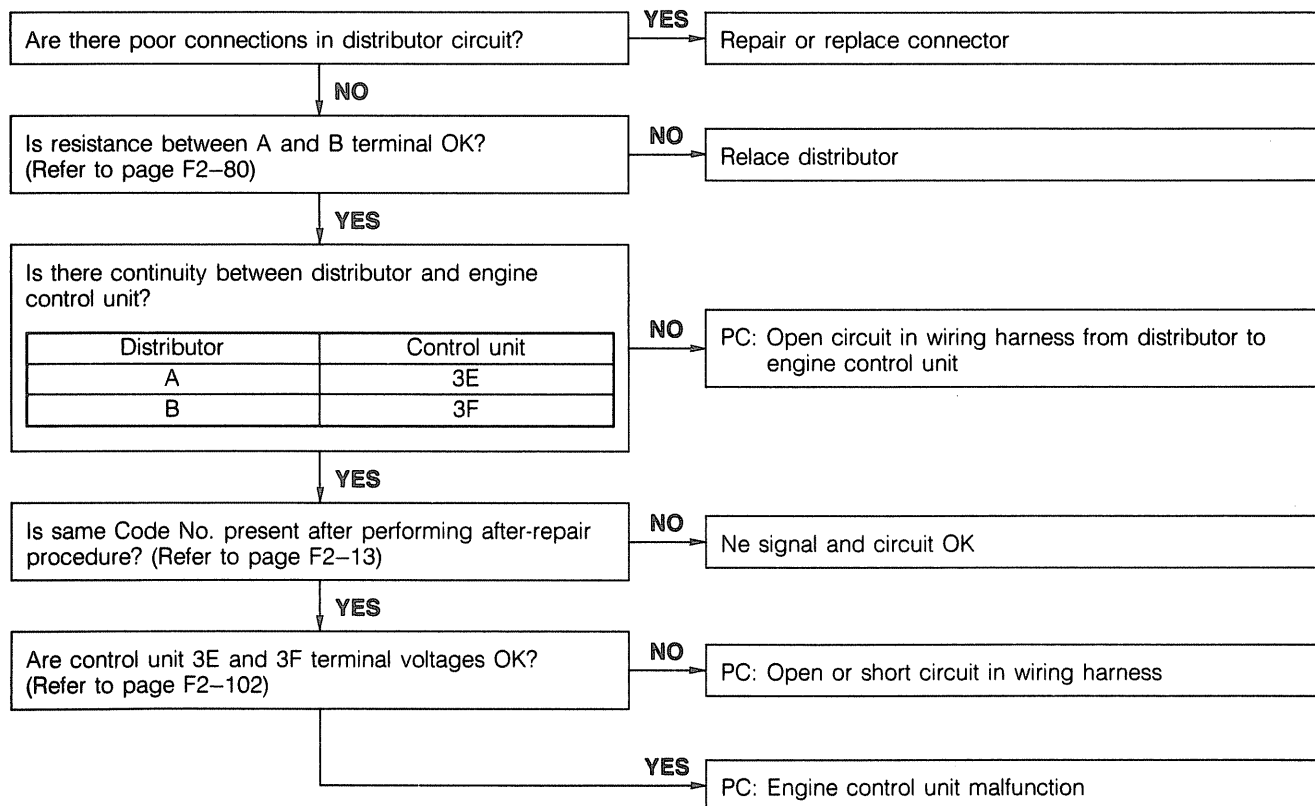 Are there poor connections in distributor circuit?
YES
Repair or replace connector
NO
Is resistance between A and B terminal OK?
(Refer to page F2–80)
NO
Relace distributor
YES
Is there continuity between distributor and engine
control unit?
Distributor Control unit
A 3E
B 3F
NO
PC: Open circuit in wiring harness from distributor to
engine control unit
YES
Is same Code No. present after performing after-repair
procedure? (Refer to page F2–13)
NO
Ne signal and circuit OK
YES
Are control unit 3E and 3F terminal voltages OK?
(Refer to page F2–102)
NO
PC: Open or short circuit in wiring harness
YES
PC: Engine control unit malfunction